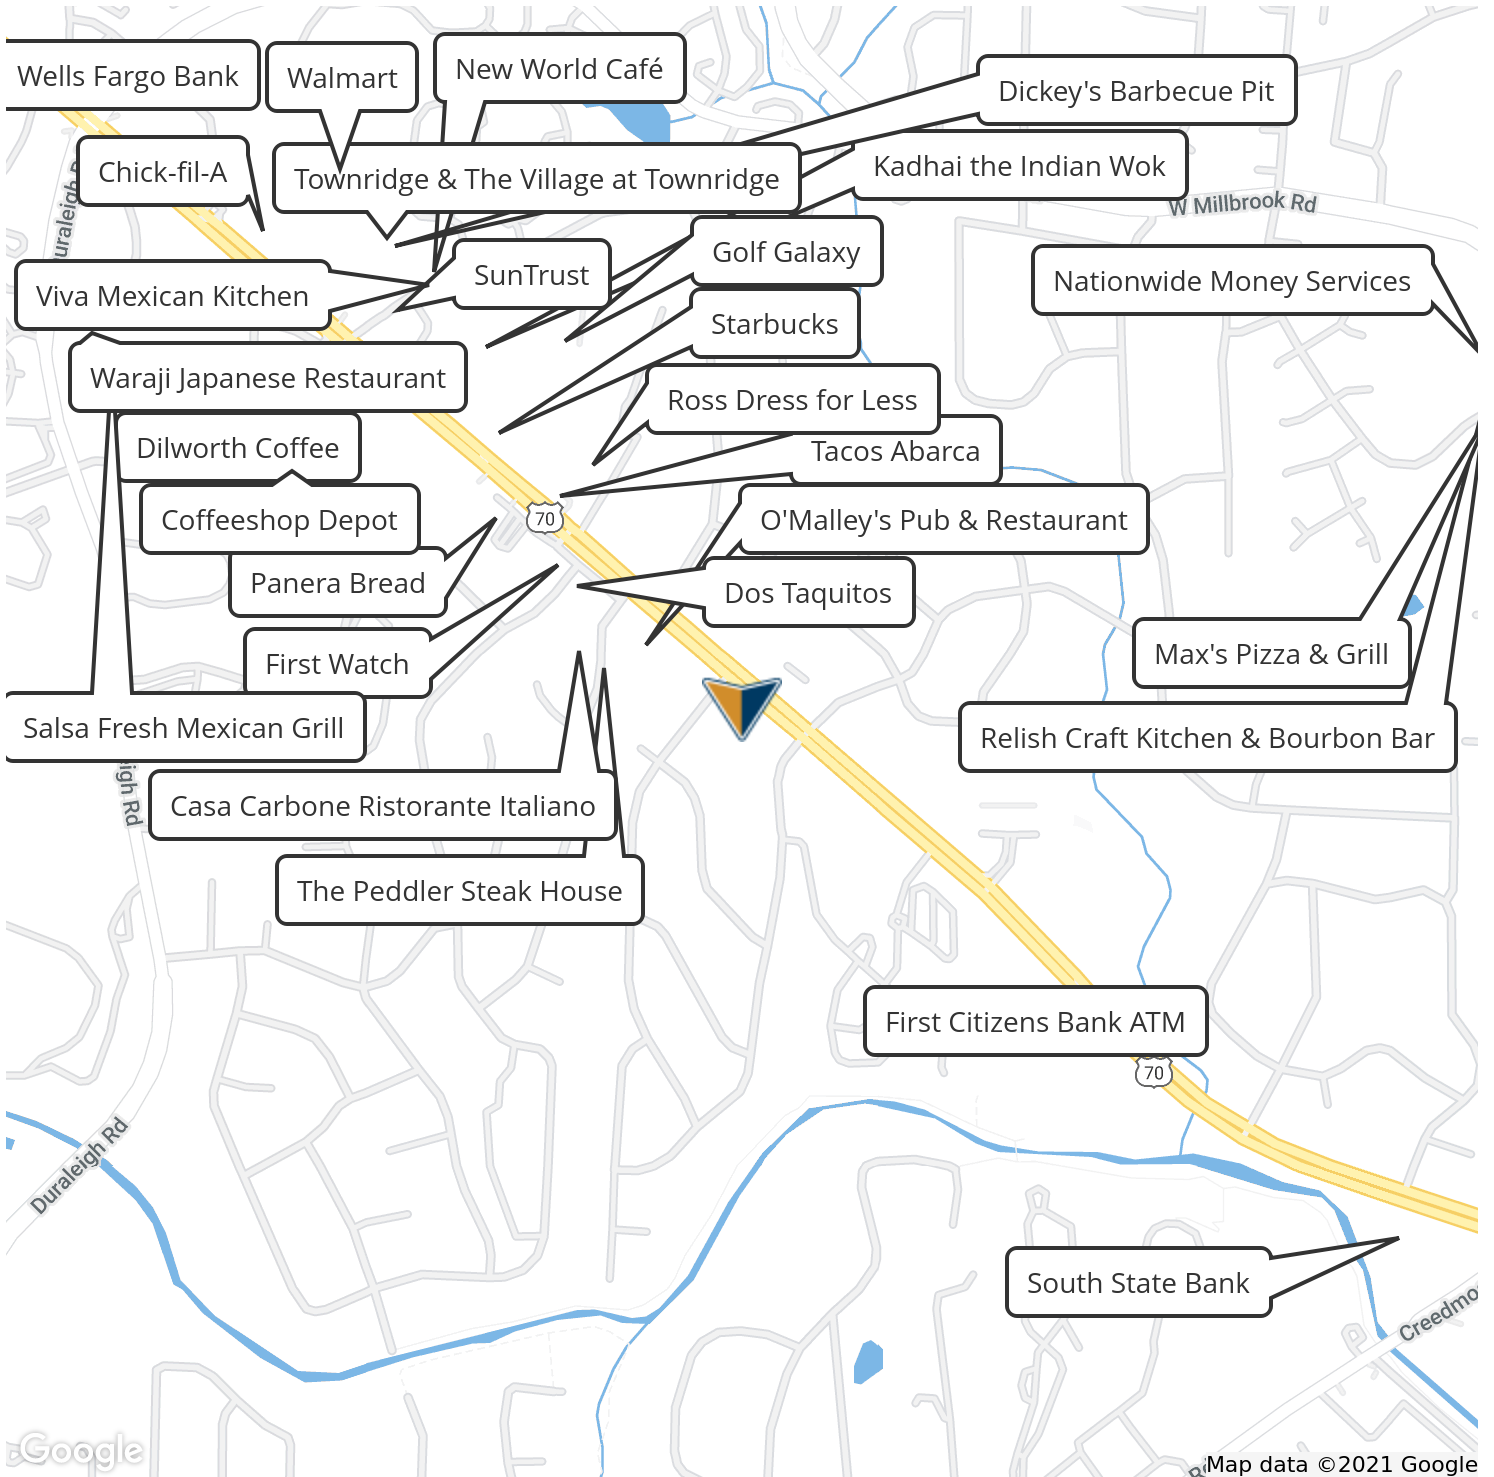 Wells Fargo Bank
Walmart
New World Café
Dickey's Barbecue Pit
Chick-fil-A
Townridge & The Village at Townridge
Kadhai the Indian Wok
W Millbrook Rd
Golf Galaxy
SunTrust
Viva Mexican Kitchen
Nationwide Money Services
Starbucks
Waraji Japanese Restaurant
Ross Dress for Less
Dilworth Coffee
Tacos Abarca
Coffeeshop Depot
70
O'Malley's Pub & Restaurant
Panera Bread
Dos Taquitos
First Watch
Max's Pizza & Grill
Salsa Fresh Mexican Grill
Relish Craft Kitchen & Bourbon Bar
eigh Rd
Casa Carbone Ristorante Italiano
The Peddler Steak House
First Citizens Bank ATM
70
Duraleigh Rd
South State Bank
Creedmo
Google
Map data ©2021 Google